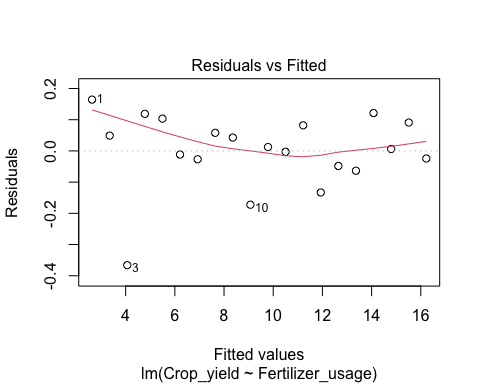 Residuals vs Fitted
Residuals
0.2
0.0
-0.2
-0.4
1
10
3
4 6 8 10 12 14 16
Fitted values
lm(Crop_yield ~ Fertilizer_usage)